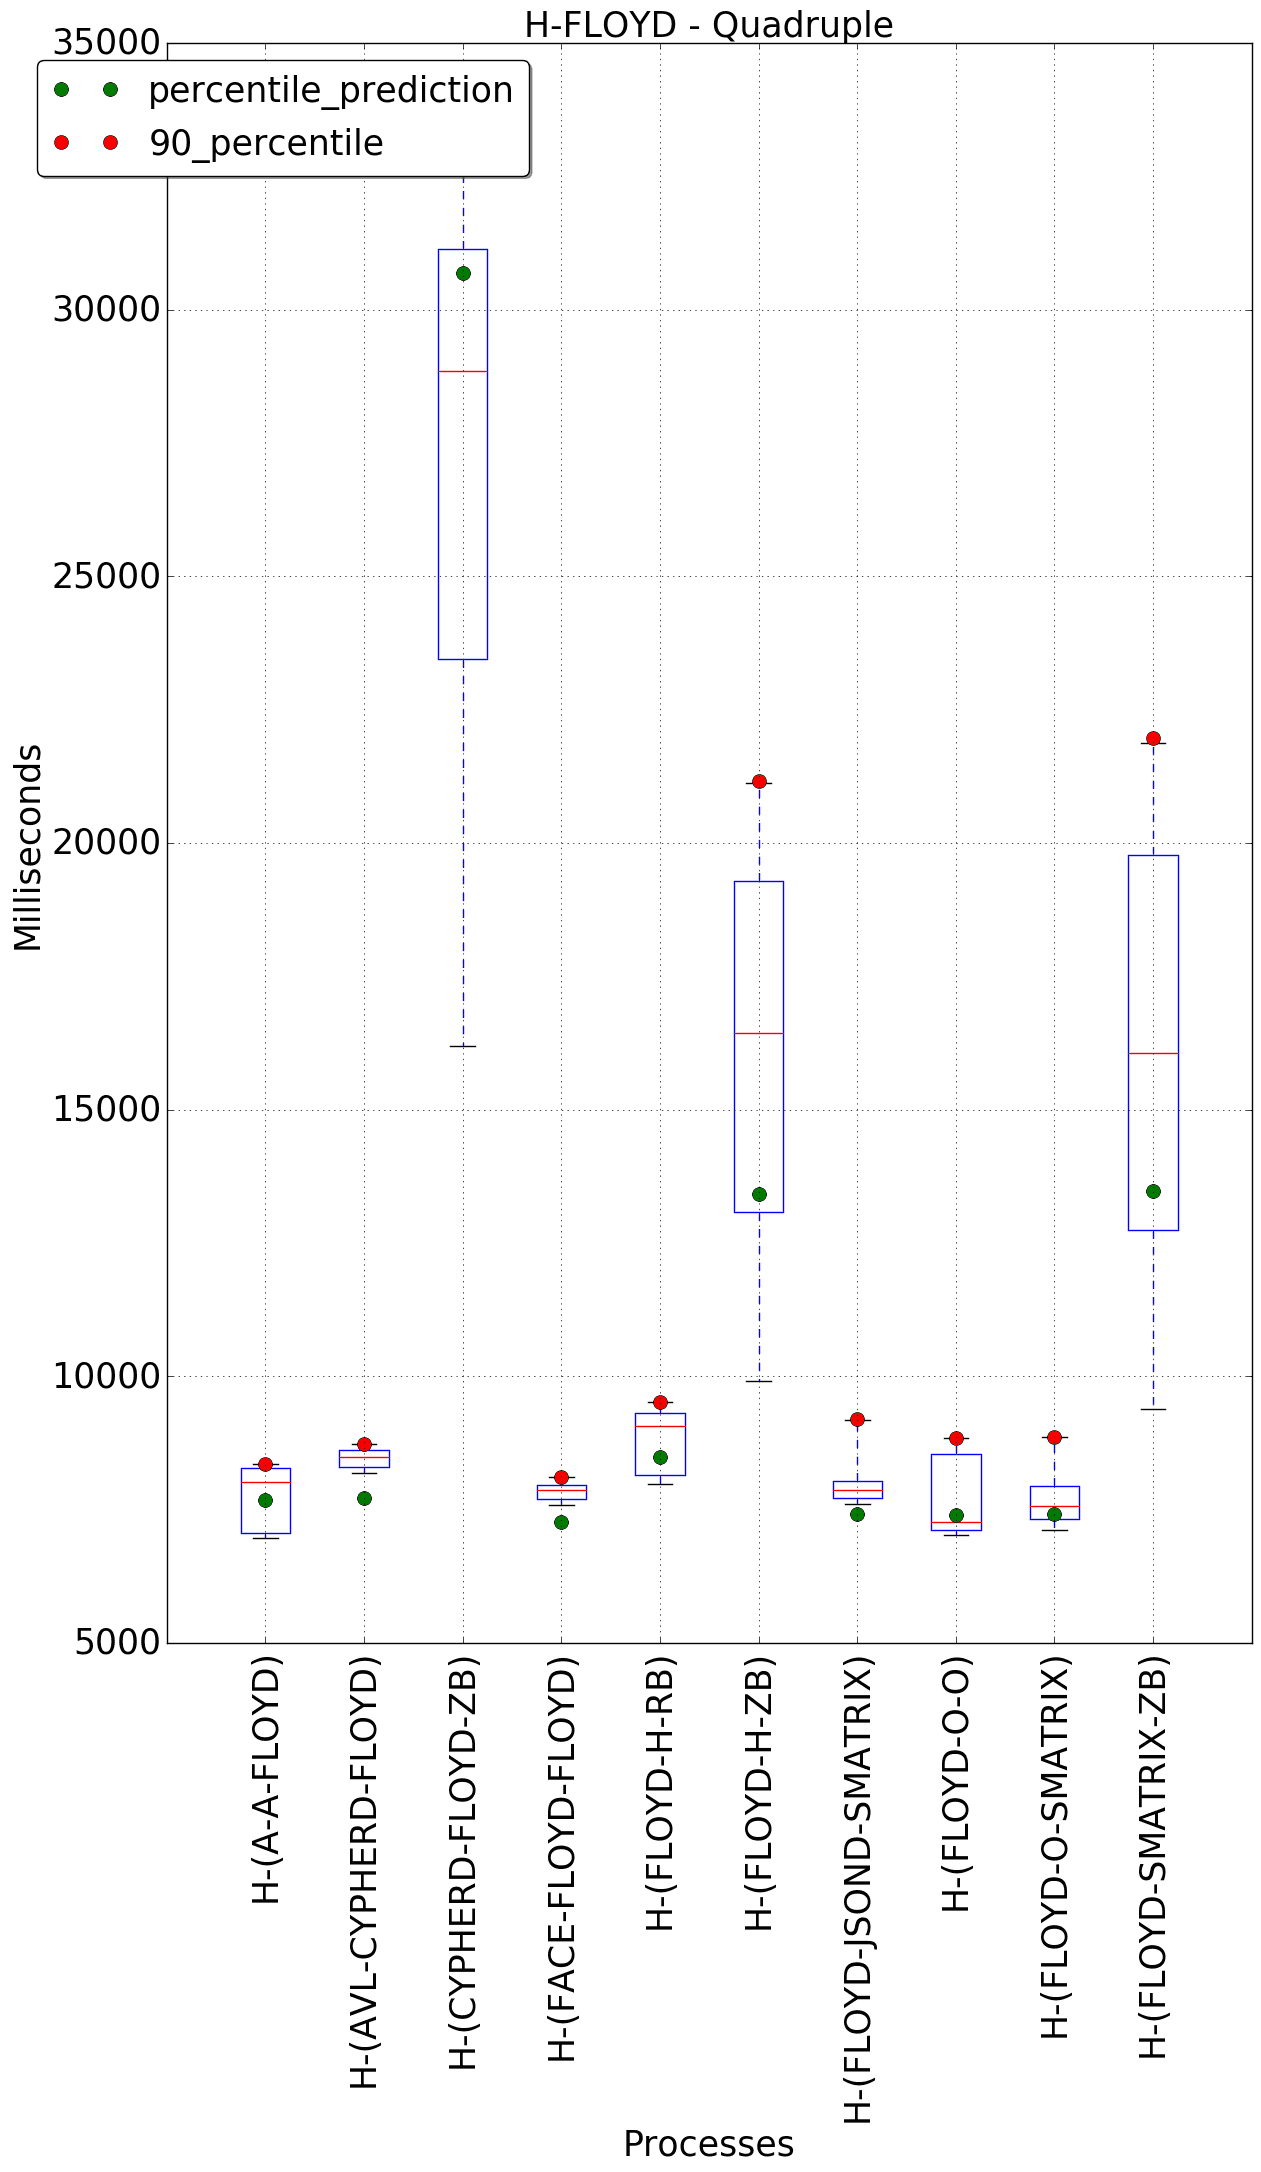 H-FLOYD - Quadruple
percentile_prediction
90_percentile
35000
30000
25000
20000
15000
10000
5000
Milliseconds
H-(A-A-FLOYD)
H-(AVL-CYPHERD-FLOYD)
H-(CYPHERD-FLOYD-ZB)
H-(FACE-FLOYD-FLOYD)
H-(FLOYD-H-RB)
H-(FLOYD-H-ZB)
H-(FLOYD-JSOND-SMATRIX)
H-(FLOYD-O-O)
H-(FLOYD-O-SMATRIX)
H-(FLOYD-SMATRIX-ZB)
Processes